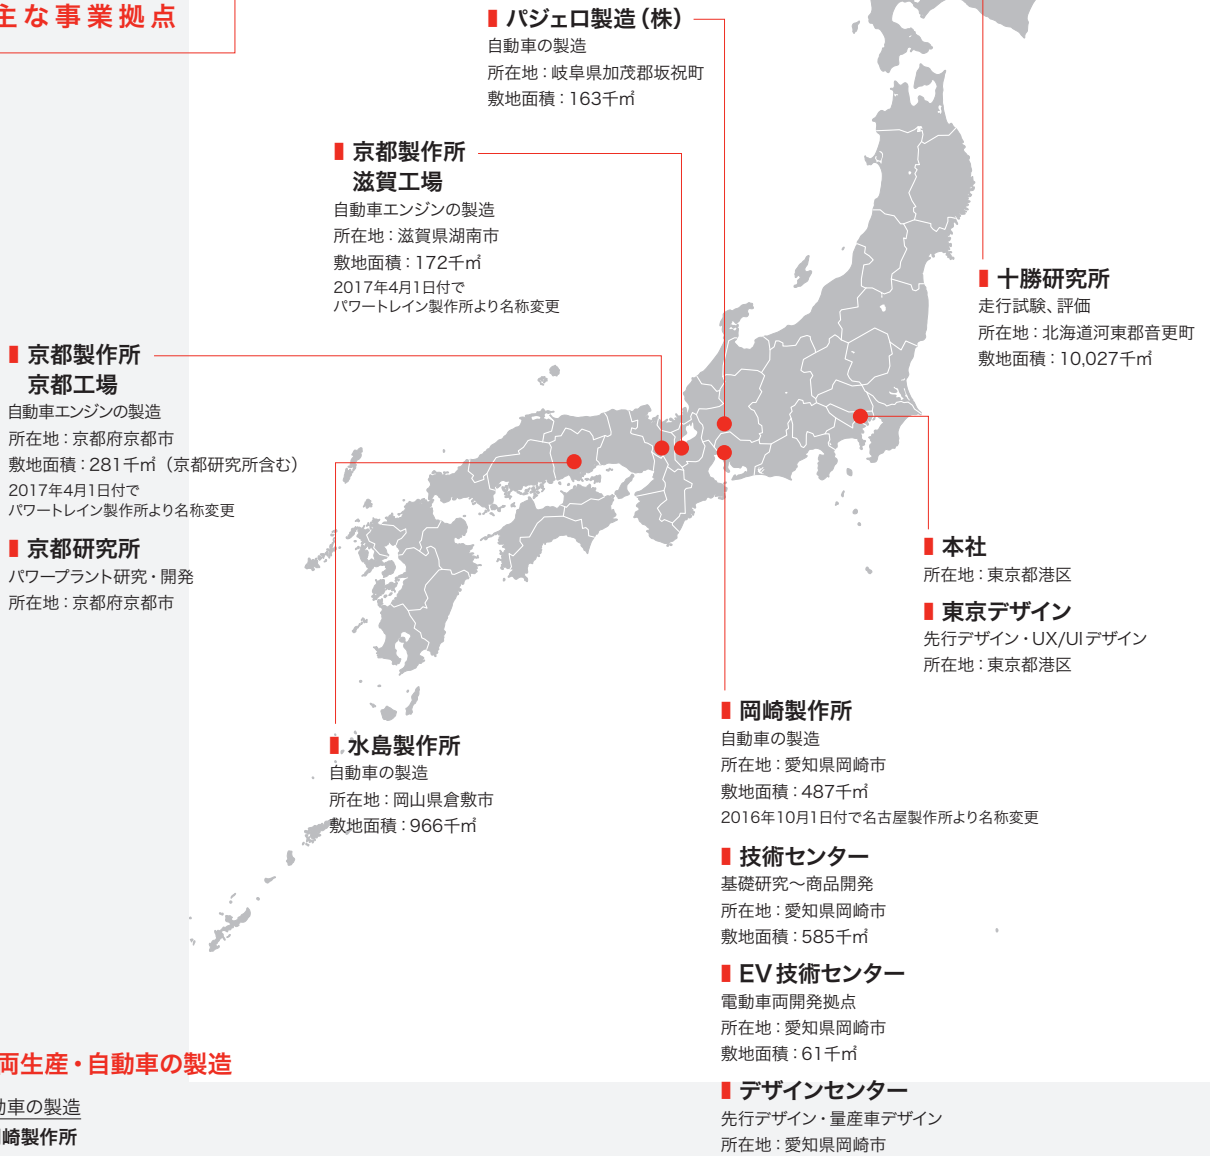 主な事業拠点
パジェロ製造（株）
自動車の製造
所在地：岐阜県加茂郡坂祝町
敷地面積：163千㎡
京都製作所
滋賀工場
自動車エンジンの製造
所在地：滋賀県湖南市
敷地面積：172千㎡
2017年4月1日付で
パワートレイン製作所より名称変更
十勝研究所
走行試験、評価
所在地：北海道河東郡音更町
敷地面積：10,027千㎡
京都製作所
京都工場
自動車エンジンの製造
所在地：京都府京都市
敷地面積：281千㎡（京都研究所含む）
2017年4月1日付で
パワートレイン製作所より名称変更
京都研究所
パワープラント研究・開発
所在地：京都府京都市
本社
所在地：東京都港区
東京デザイン
先行デザイン・UX/UIデザイン
所在地：東京都港区
水島製作所
自動車の製造
所在地：岡山県倉敷市
敷地面積：966千㎡
岡崎製作所
自動車の製造
所在地：愛知県岡崎市
敷地面積：487千㎡
2016年10月1日付で名古屋製作所より名称変更
技術センター
基礎研究～商品開発
所在地：愛知県岡崎市
敷地面積：585千㎡
EV技術センター
電動車両開発拠点
所在地：愛知県岡崎市
敷地面積：61千㎡
デザインセンター
先行デザイン・量産車デザイン
所在地：愛知県岡崎市
両生産・自動車の製造
動車の製造
崎製作所